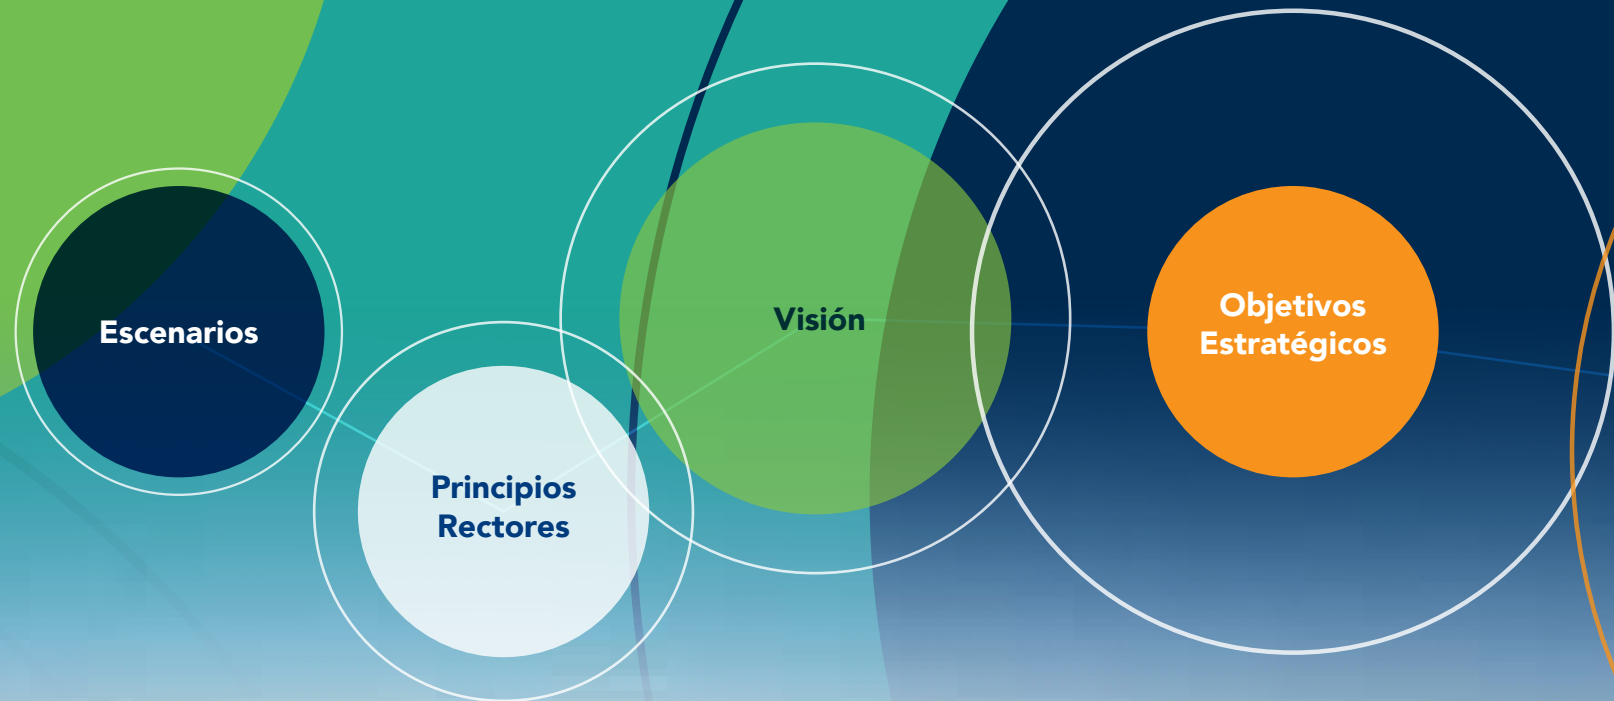 Escenarios
Principios
Rectores
Visión
Objetivos
Estratégicos